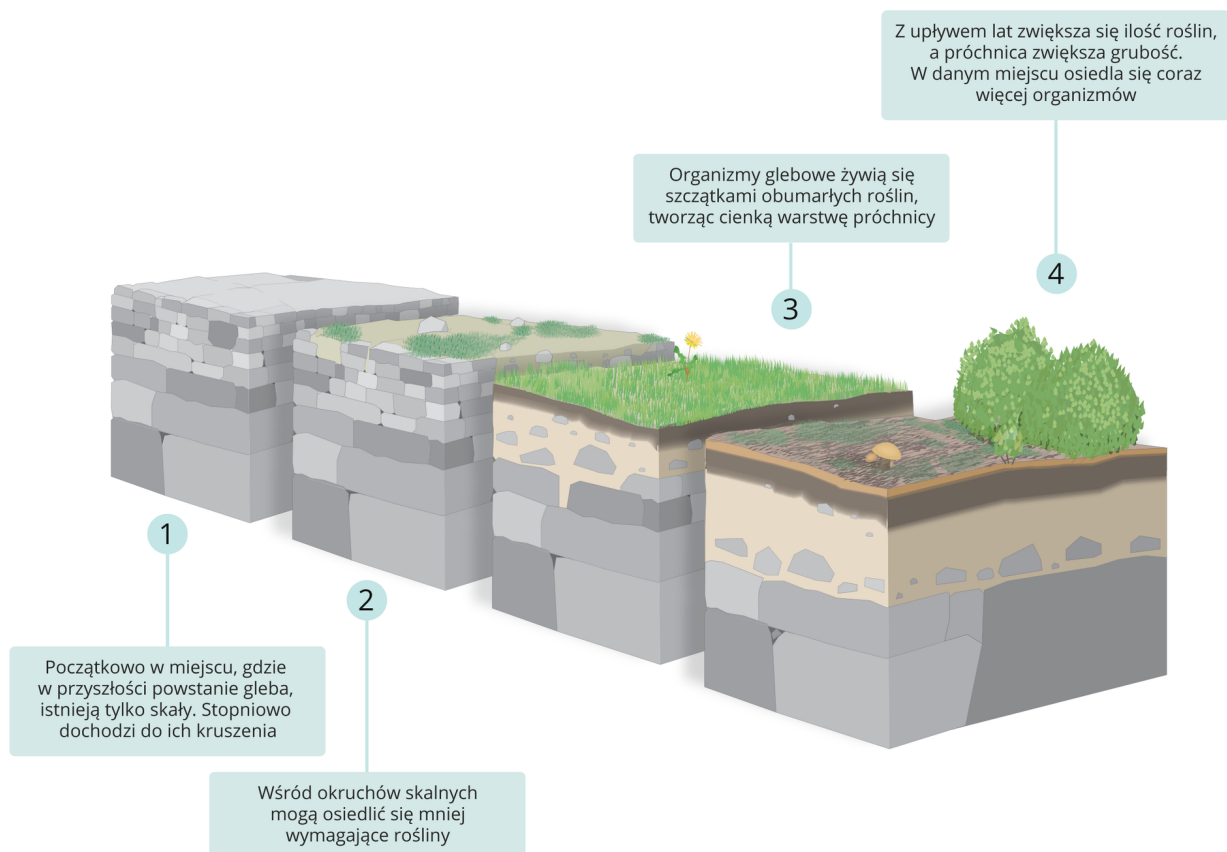 1
Początkowo w miejscu, gdzie
w przyszłości powstanie gleba,
istnieją tylko skały. Stopniowo
dochodzi do ich kruszenia
2
Wśród okruchów skalnych
mogą osiedlić się mniej
wymagające rośliny
Organizmy glebowe żywią się
szczątkami obumarłych roślin,
tworząc cienką warstwę próchnicy
3
Z upływem lat zwiększa się ilość roślin,
a próchnica zwiększa grubość.
W danym miejscu osiedla się coraz
więcej organizmów
4